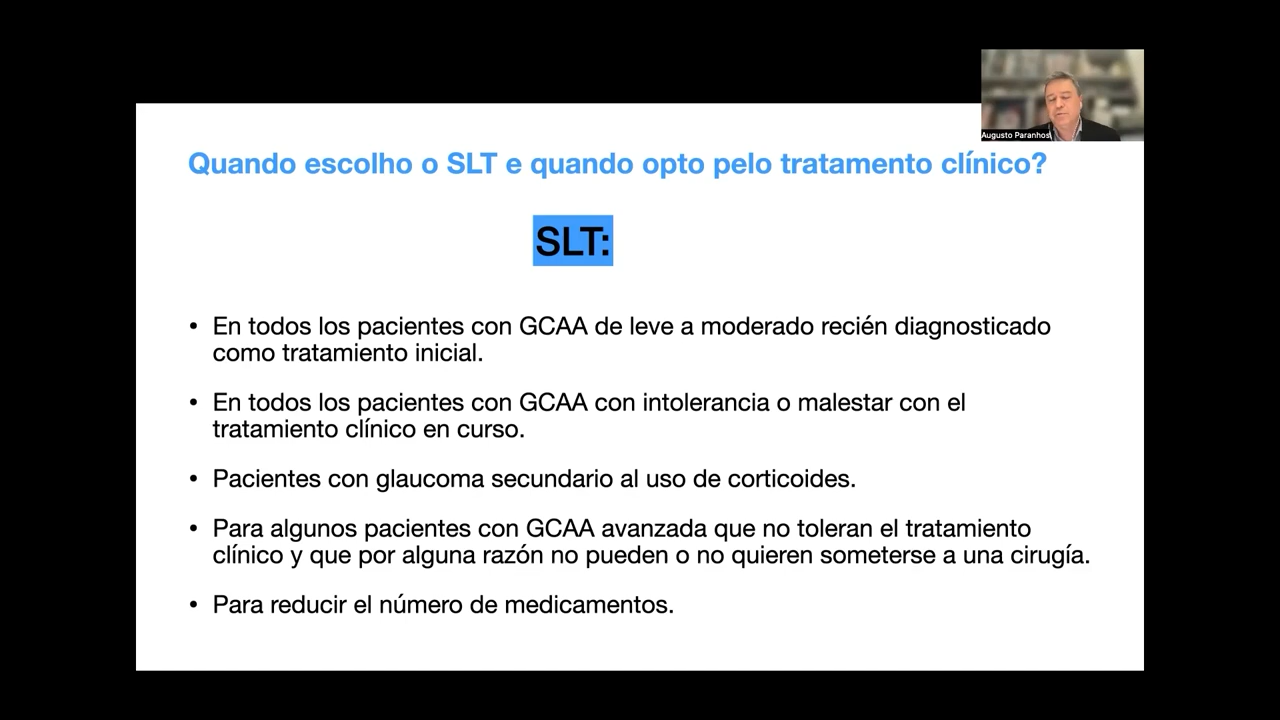 Augusto Paranhos
Quando escolho o SLT e quando opto pelo tratamento clínico?
SLT:
• En todos los pacientes con GCAA de leve a moderado recién diagnosticado
como tratamiento inicial.
• En todos los pacientes con GCAA con intolerancia o malestar con el
tratamiento clínico en curso.
• Pacientes con glaucoma secundario al uso de corticoides.
• Para algunos pacientes con GCAA avanzada que no toleran el tratamiento
clínico y que por alguna razón no pueden o no quieren someterse a una cirugía.
• Para reducir el número de medicamentos.